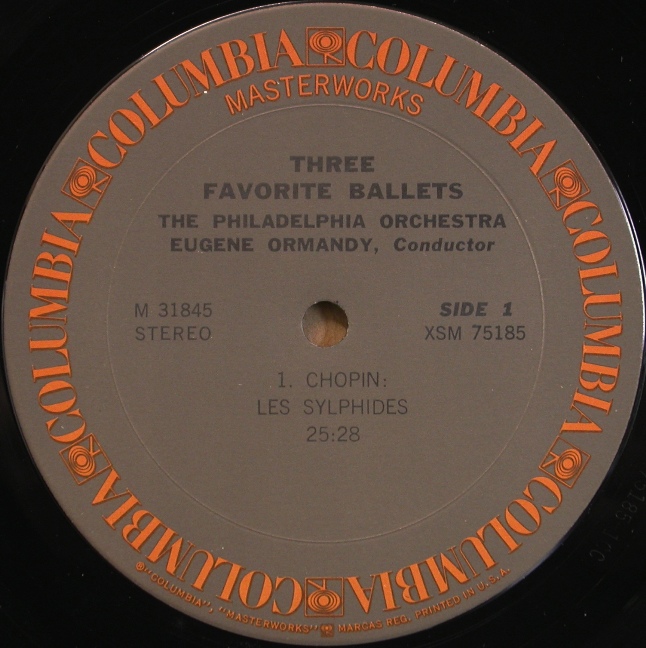 COLUMBIA COLUMBIA COLUMBIA COLUMBIA COLUMBIA COLUMBIA
MASTERWORKS
THREE
FAVORITE BALLETS
THE PHILADELPHIA ORCHESTRA
EUGENE ORMANDY, Conductor
M 31845 SIDE 1
STEREO XSM 75185
1. CHOPIN:
LES SYLPHIDES
25:28
®"COLUMBIA", "MASTERWORKS" MARCAS REG. PRINTED IN U.S.A.